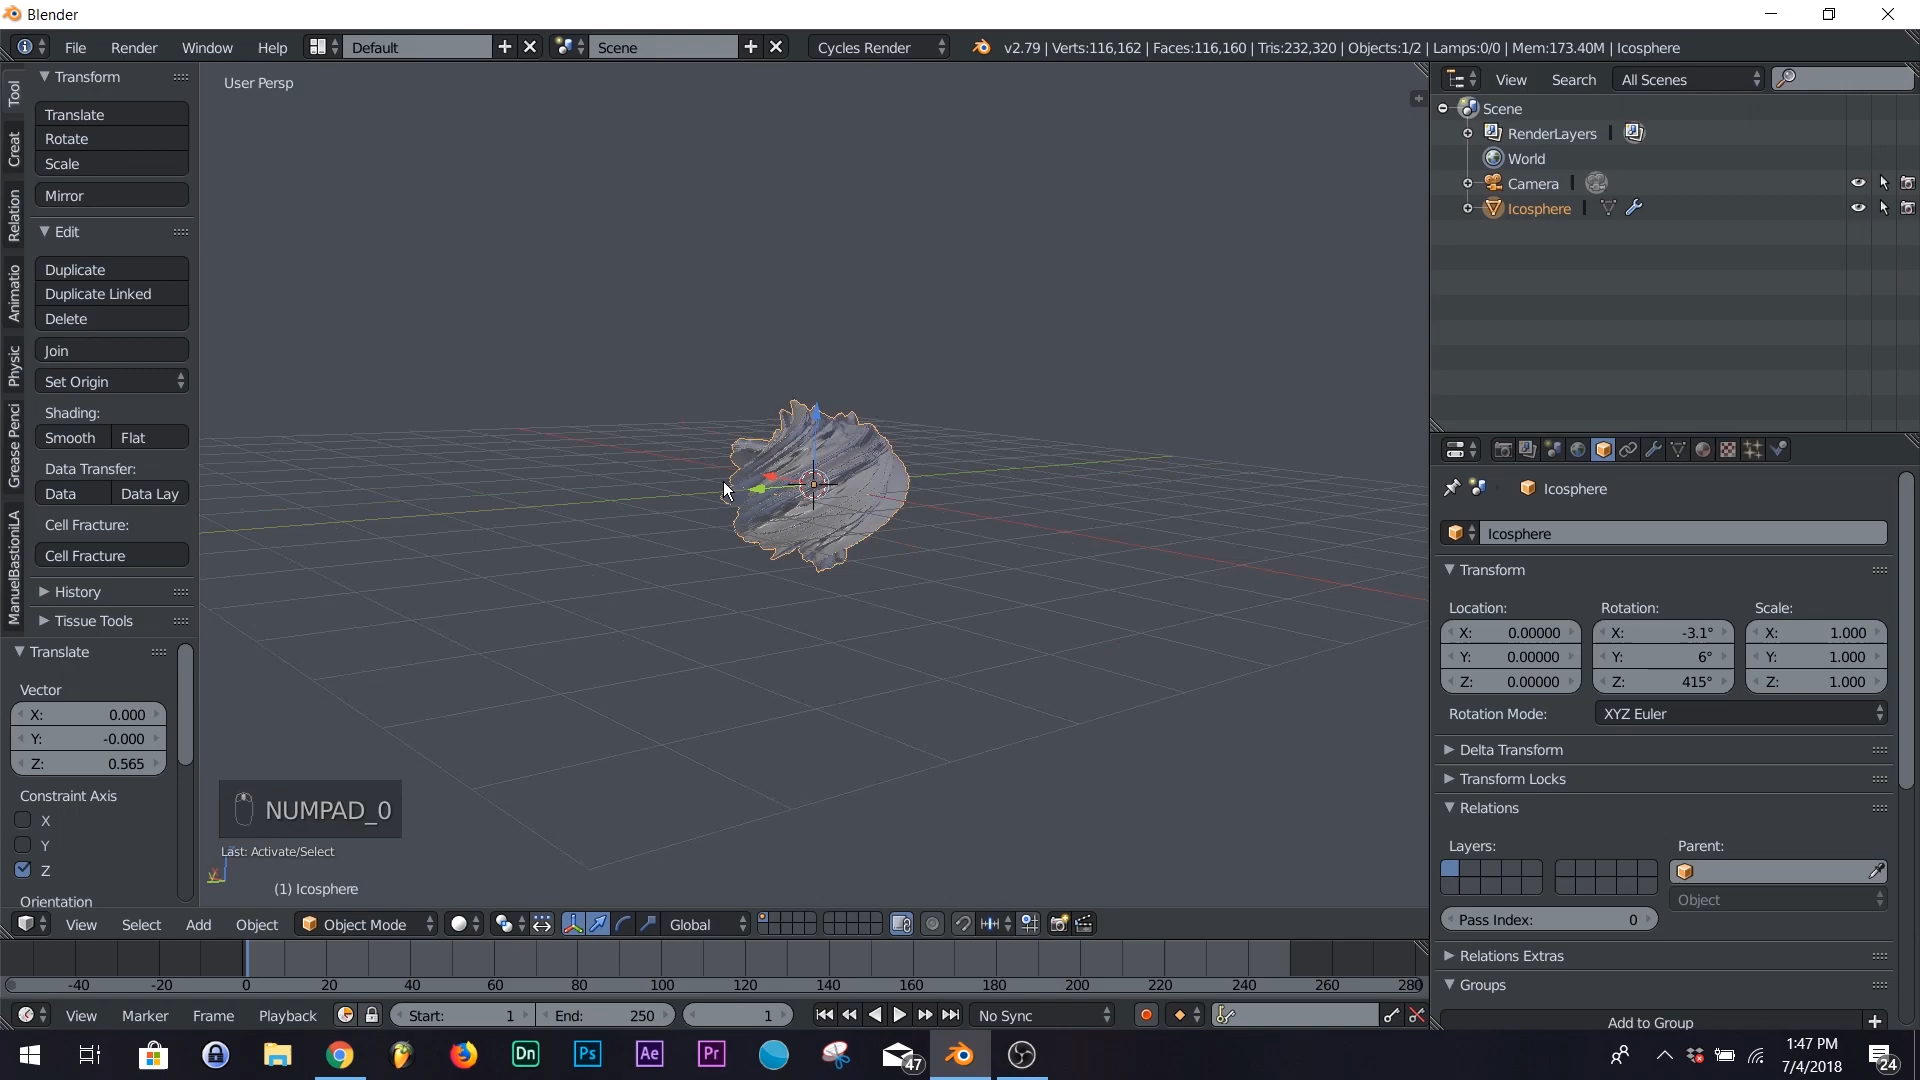 Blender
File Render Window Help Default Scene Cycles Render v2.79 | Verts:116,162 | Faces:116,160 | Tris:232,320 | Objects:1/2 | Lamps:0/0 | Mem:173.40M | Icosphere
Tool
Creat
Relation
Animatio
Physic
Grease Penci
ManuelBastioniLA
Transform
Translate
Rotate
Scale
Mirror
Edit
Duplicate
Duplicate Linked
Delete
Join
Set Origin
Shading:
Smooth Flat
Data Transfer:
Data Data Lay
Cell Fracture:
Cell Fracture
History
Tissue Tools
Translate
Vector
X: 0.000
Y: -0.000
Z: 0.565
Constraint Axis
X
Y
Z
Orientation
User Persp
NUMPAD_0
Last: Activate/Select
(1) Icosphere
View Select Add Object Object Mode Global
-40 -20 0 20 40 60 80 100 120 140 160 180 200 220 240 260 280
View Marker Frame Playback Start: 1 End: 250 1 No Sync
View Search All Scenes
Scene
RenderLayers
World
Camera
Icosphere
Icosphere
Icosphere
Transform
Location: Rotation: Scale:
X: 0.00000 X: -3.1° X: 1.000
Y: 0.00000 Y: 6° Y: 1.000
Z: 0.00000 Z: 415° Z: 1.000
Rotation Mode: XYZ Euler
Delta Transform
Transform Locks
Relations
Layers: Parent:
Object
Pass Index: 0
Relations Extras
Groups
Add to Group
Dn Ps Ae Pr 47
1:47 PM
7/4/2018
24